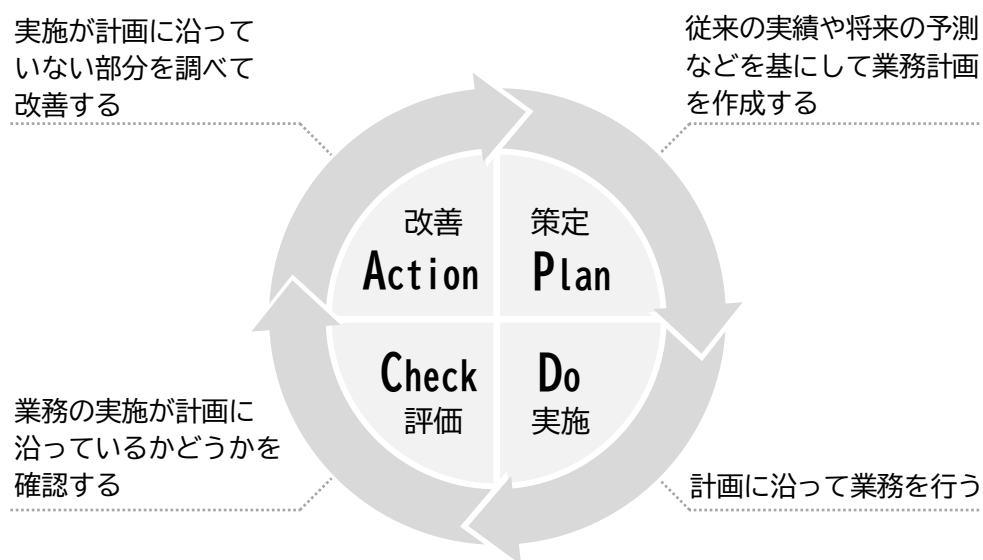 実施が計画に沿って
いない部分を調べて
改善する
従来の実績や将来の予測
などを基にして業務計画
を作成する
改善
Action
策定
Plan
Check
評価
Do
実施
業務の実施が計画に
沿っているかどうかを
確認する
計画に沿って業務を行う